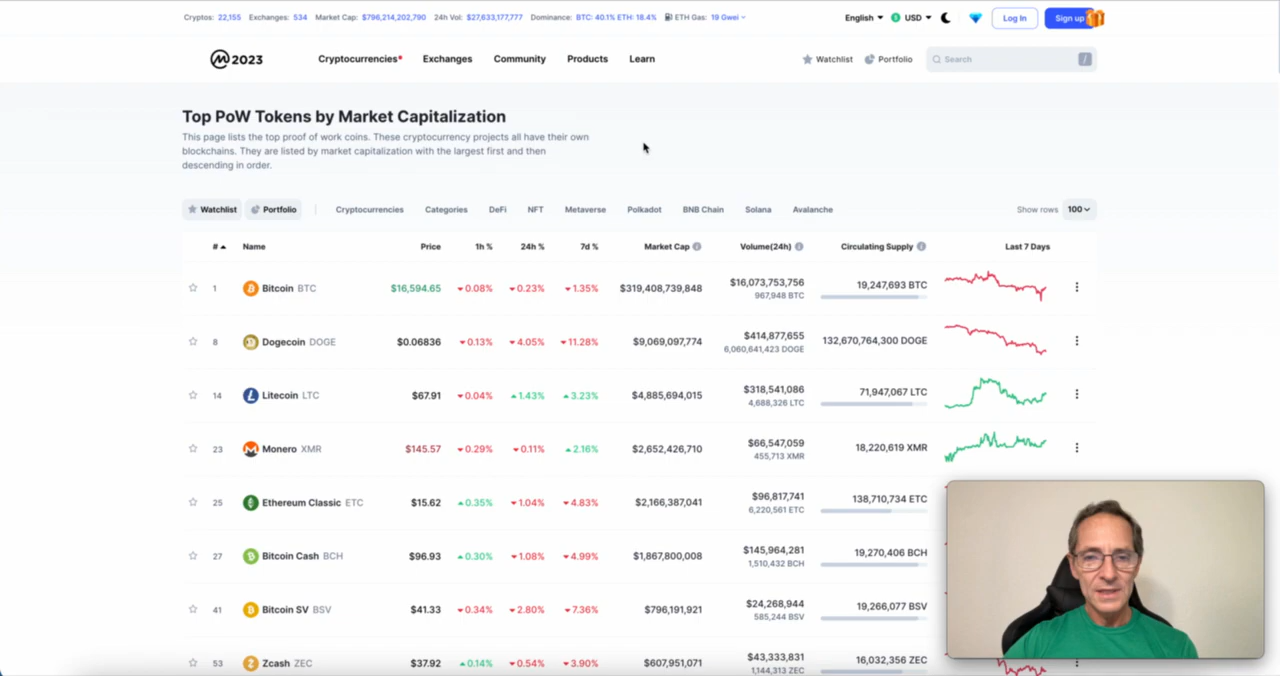 Cryptos: 22,155 Exchanges: 534 Market Cap: $796,214,202,790 24h Vol: $27,633,177,777 Dominance: BTC: 40.1% ETH: 18.4% ETH Gas: 19 Gwei English USD Log In Sign up
2023 Cryptocurrencies Exchanges Community Products Learn Watchlist Portfolio Search /
Top PoW Tokens by Market Capitalization
This page lists the top proof of work coins. These cryptocurrency projects all have their own
blockchains. They are listed by market capitalization with the largest first and then
descending in order.
Watchlist Portfolio Cryptocurrencies Categories DeFi NFT Metaverse Polkadot BNB Chain Solana Avalanche Show rows 100
# Name Price 1h % 24h % 7d % Market Cap Volume(24h) Circulating Supply Last 7 Days
1 Bitcoin BTC $16,594.65 0.08% 0.23% 1.35% $319,408,739,848 $16,073,753,756 19,247,693 BTC
967,948 BTC
8 Dogecoin DOGE $0.06836 0.13% 4.05% 11.28% $9,069,097,774 $414,877,655 132,670,764,300 DOGE
6,060,641,423 DOGE
14 Litecoin LTC $67.91 0.04% 1.43% 3.23% $4,885,694,015 $318,541,086 71,947,067 LTC
4,688,326 LTC
23 Monero XMR $145.57 0.29% 0.11% 2.16% $2,652,426,710 $66,547,059 18,220,619 XMR
455,713 XMR
25 Ethereum Classic ETC $15.62 0.35% 1.04% 4.83% $2,166,387,041 $96,817,741 138,710,734 ETC
6,220,561 ETC
27 Bitcoin Cash BCH $96.93 0.30% 1.08% 4.99% $1,867,800,008 $145,964,281 19,270,406 BCH
1,510,432 BCH
41 Bitcoin SV BSV $41.33 0.34% 2.80% 7.36% $796,191,921 $24,268,944 19,266,077 BSV
585,244 BSV
53 Zcash ZEC $37.92 0.14% 0.54% 3.90% $607,951,071 $43,333,831 16,032,356 ZEC
1,144,313 ZEC